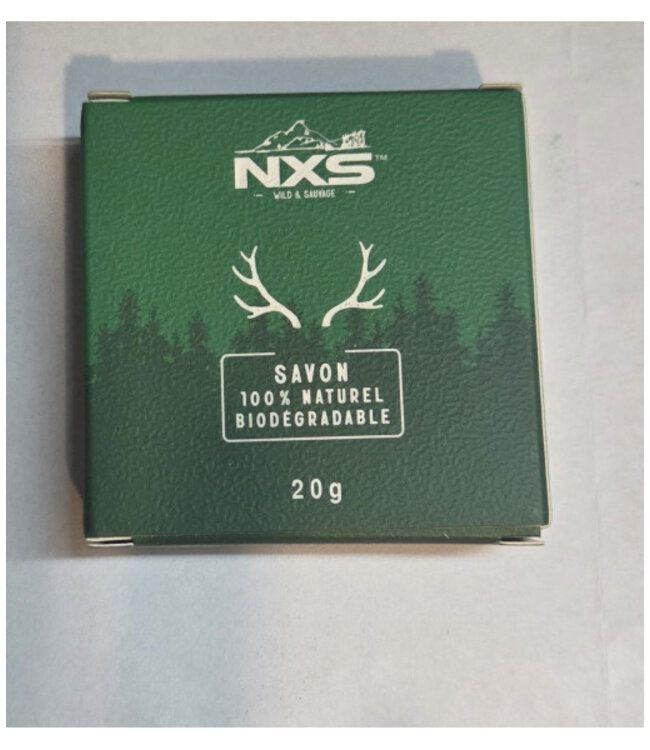 NXS™
WILD & SAUVAGE
SAVON
100% NATUREL
BIODÉGRADABLE
20g